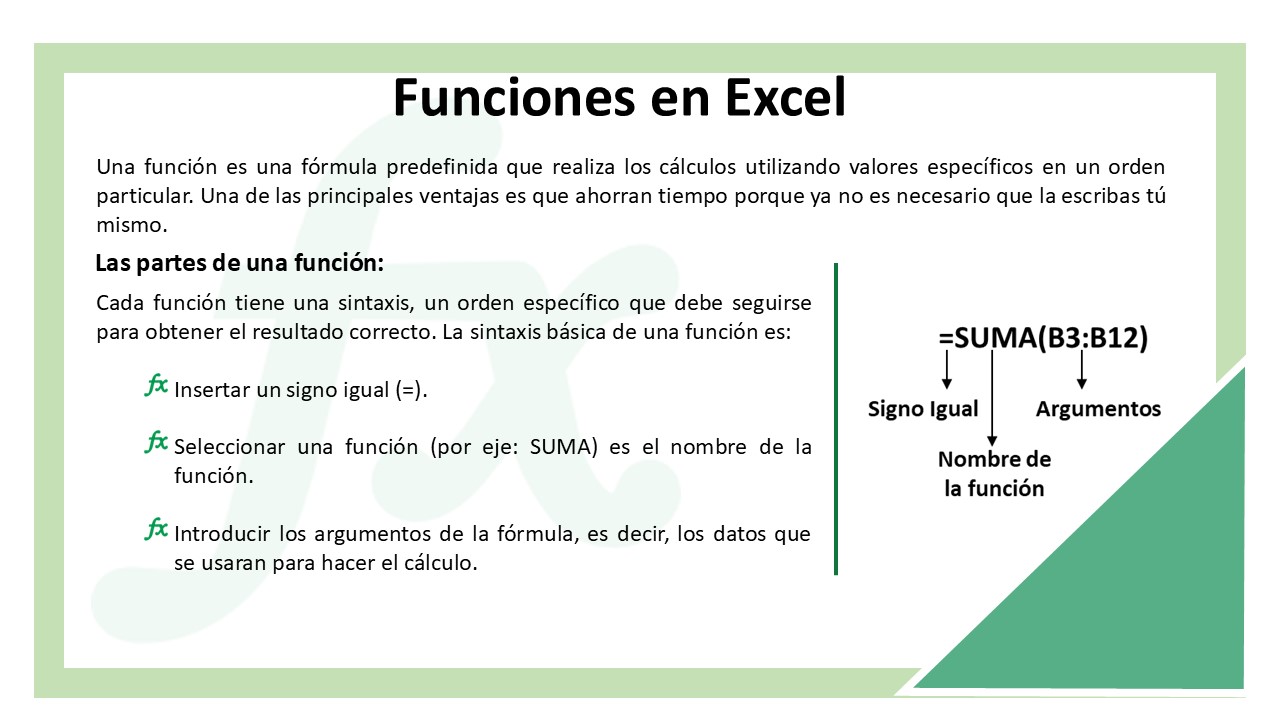 Funciones en Excel
Una función es una fórmula predefinida que realiza los cálculos utilizando valores específicos en un orden
particular. Una de las principales ventajas es que ahorran tiempo porque ya no es necesario que la escribas tú
mismo.
Las partes de una función:
Cada función tiene una sintaxis, un orden específico que debe seguirse
para obtener el resultado correcto. La sintaxis básica de una función es:
fx Insertar un signo igual (=).
fx Seleccionar una función (por eje: SUMA) es el nombre de la
función.
fx Introducir los argumentos de la fórmula, es decir, los datos que
se usaran para hacer el cálculo.
=SUMA(B3:B12)
Signo Igual
Argumentos
Nombre de
la función
fx